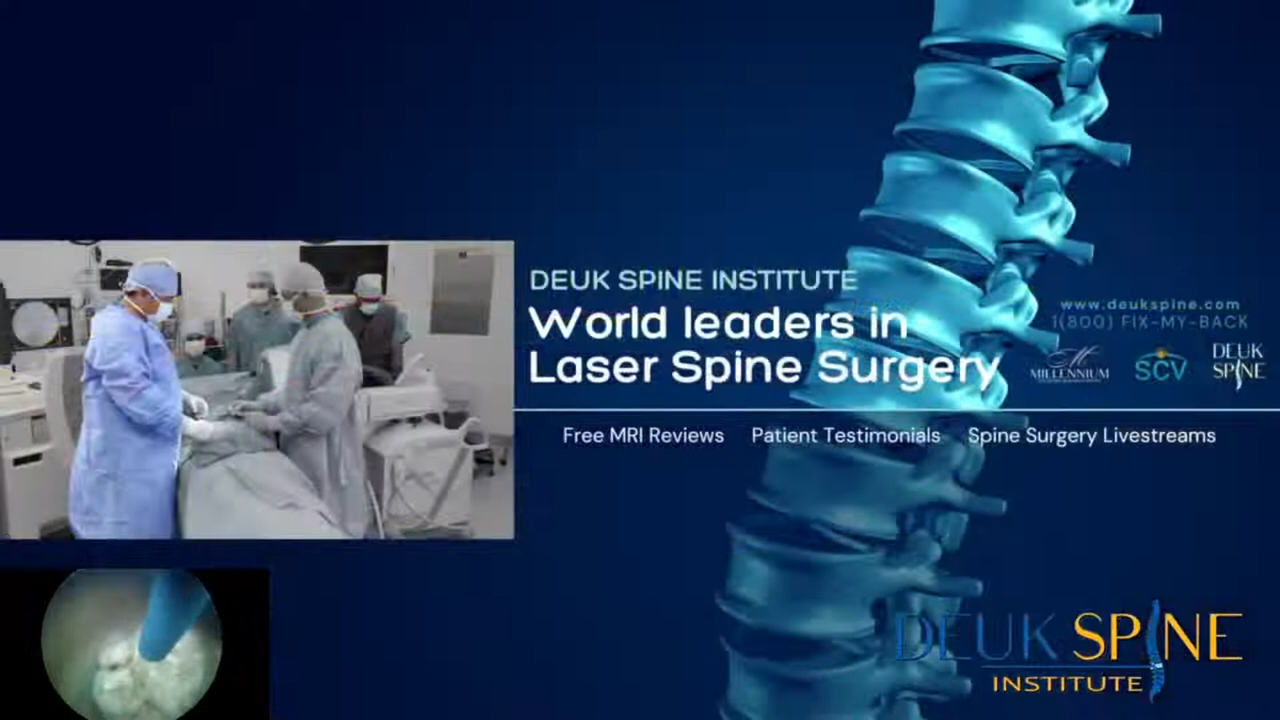 DEUK SPINE INSTITUTE
World leaders in
Laser Spine Surgery
www.deukspine.com
1(800) FIX-MY-BACK
MILLENNIUM
SCV
DEUK
SPINE
Free MRI Reviews Patient Testimonials Spine Surgery Livestreams
DEUK SPINE
INSTITUTE